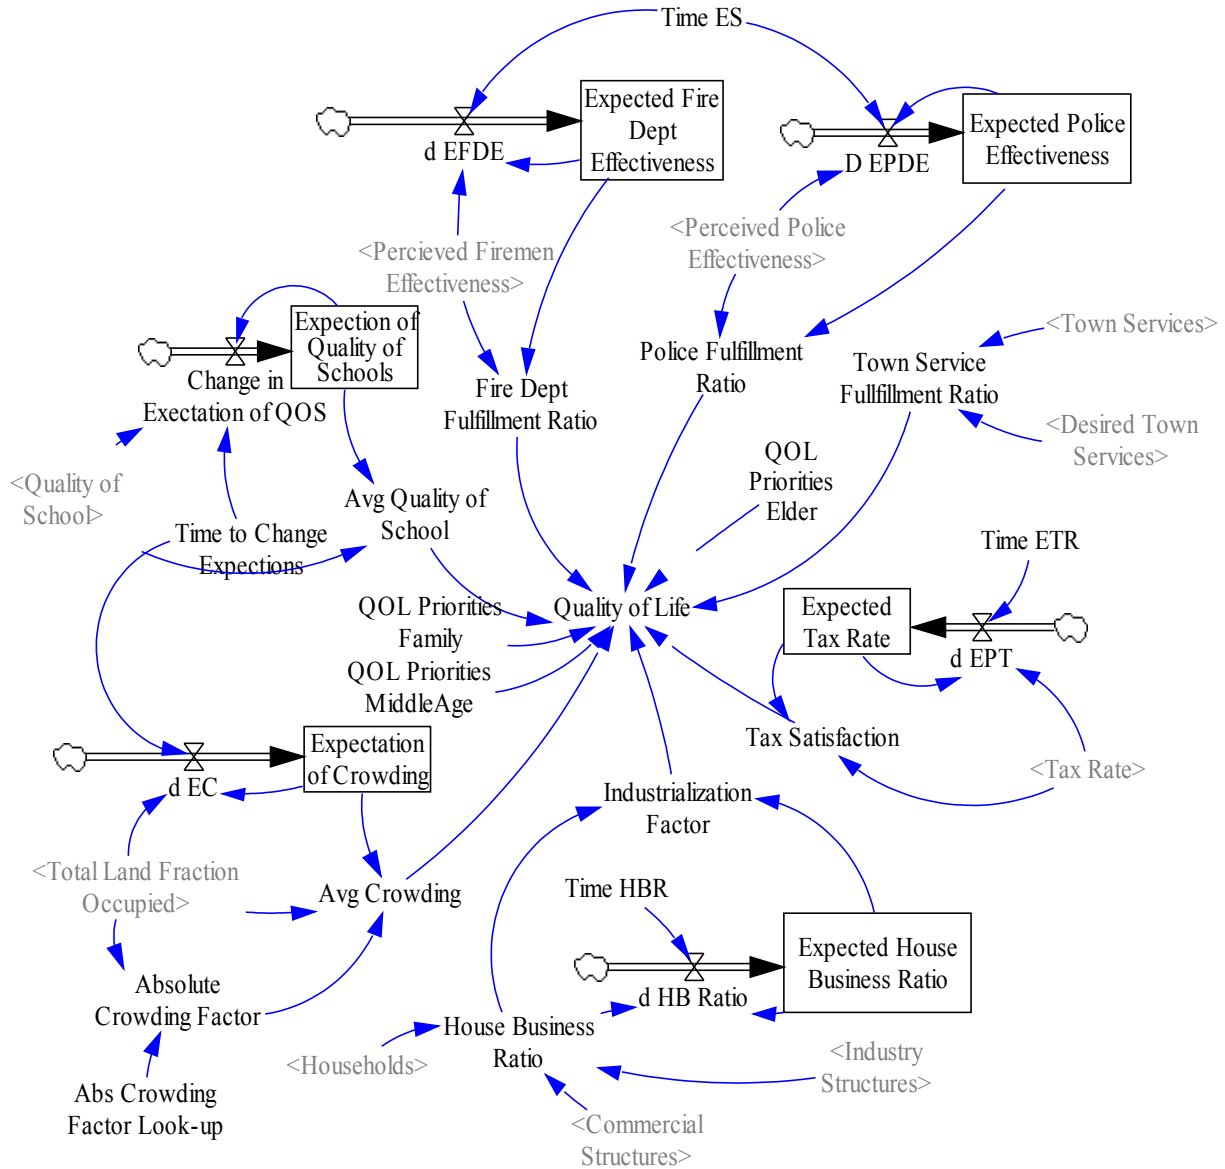 Time ES
Expected Fire
Dept
Effectiveness
d EFDE
Expected Police
Effectiveness
D EPDE
<Percieved Firemen
Effectiveness>
<Perceived Police
Effectiveness>
Expection of
Quality of
Schools
Change in
Exectation of QOS
<Town Services>
Police Fulfillment
Ratio
Town Service
Fullfillment Ratio
Fire Dept
Fulfillment Ratio
<Desired Town
Services>
<Quality of
School>
QOL
Priorities
Elder
Avg Quality of
School
Time to Change
Expections
Time ETR
QOL Priorities
Family
Quality of Life
Expected
Tax Rate
d EPT
QOL Priorities
MiddleAge
Expectation
of Crowding
d EC
Tax Satisfaction
<Tax Rate>
Industrialization
Factor
<Total Land Fraction
Occupied>
Avg Crowding
Time HBR
Expected House
Business Ratio
d HB Ratio
Absolute
Crowding Factor
House Business
Ratio
<Households>
<Industry
Structures>
Abs Crowding
Factor Look-up
<Commercial
Structures>